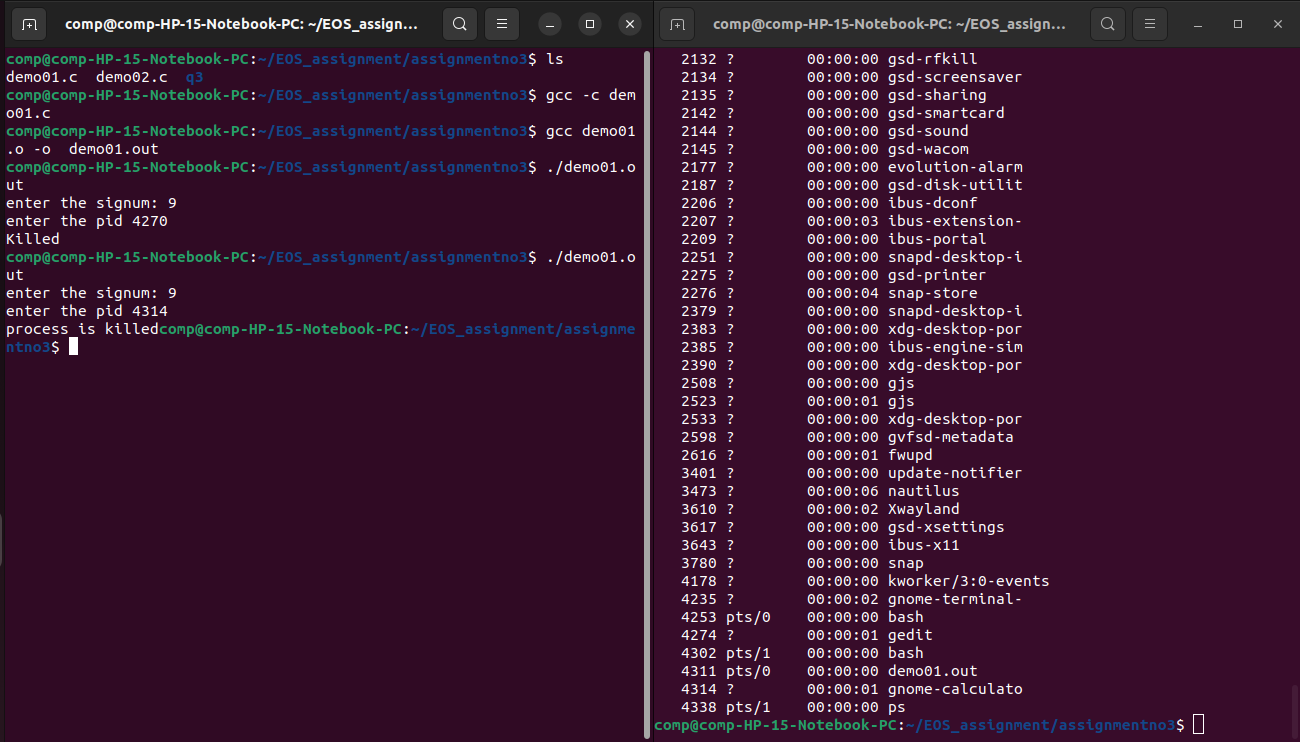 comp@comp-HP-15-Notebook-PC: ~/EOS_assign...
comp@comp-HP-15-Notebook-PC:~/EOS_assignment/assignmentno3$ ls
demo01.c  demo02.c  q3
comp@comp-HP-15-Notebook-PC:~/EOS_assignment/assignmentno3$ gcc -c dem
o01.c
comp@comp-HP-15-Notebook-PC:~/EOS_assignment/assignmentno3$ gcc demo01
.o -o  demo01.out
comp@comp-HP-15-Notebook-PC:~/EOS_assignment/assignmentno3$ ./demo01.o
ut
enter the signum: 9
enter the pid 4270
Killed
comp@comp-HP-15-Notebook-PC:~/EOS_assignment/assignmentno3$ ./demo01.o
ut
enter the signum: 9
enter the pid 4314
process is killedcomp@comp-HP-15-Notebook-PC:~/EOS_assignment/assignme
ntno3$
comp@comp-HP-15-Notebook-PC: ~/EOS_assign...
2132 ?        00:00:00 gsd-rfkill
2134 ?        00:00:00 gsd-screensaver
2135 ?        00:00:00 gsd-sharing
2142 ?        00:00:00 gsd-smartcard
2144 ?        00:00:00 gsd-sound
2145 ?        00:00:00 gsd-wacom
2177 ?        00:00:00 evolution-alarm
2187 ?        00:00:00 gsd-disk-utilit
2206 ?        00:00:00 ibus-dconf
2207 ?        00:00:03 ibus-extension-
2209 ?        00:00:00 ibus-portal
2251 ?        00:00:00 snapd-desktop-i
2275 ?        00:00:00 gsd-printer
2276 ?        00:00:04 snap-store
2379 ?        00:00:00 snapd-desktop-i
2383 ?        00:00:00 xdg-desktop-por
2385 ?        00:00:00 ibus-engine-sim
2390 ?        00:00:00 xdg-desktop-por
2508 ?        00:00:00 gjs
2523 ?        00:00:01 gjs
2533 ?        00:00:00 xdg-desktop-por
2598 ?        00:00:00 gvfsd-metadata
2616 ?        00:00:01 fwupd
3401 ?        00:00:00 update-notifier
3473 ?        00:00:06 nautilus
3610 ?        00:00:02 Xwayland
3617 ?        00:00:00 gsd-xsettings
3643 ?        00:00:00 ibus-x11
3780 ?        00:00:00 snap
4178 ?        00:00:00 kworker/3:0-events
4235 ?        00:00:02 gnome-terminal-
4253 pts/0    00:00:00 bash
4274 ?        00:00:01 gedit
4302 pts/1    00:00:00 bash
4311 pts/0    00:00:00 demo01.out
4314 ?        00:00:01 gnome-calculato
4338 pts/1    00:00:00 ps
comp@comp-HP-15-Notebook-PC:~/EOS_assignment/assignmentno3$